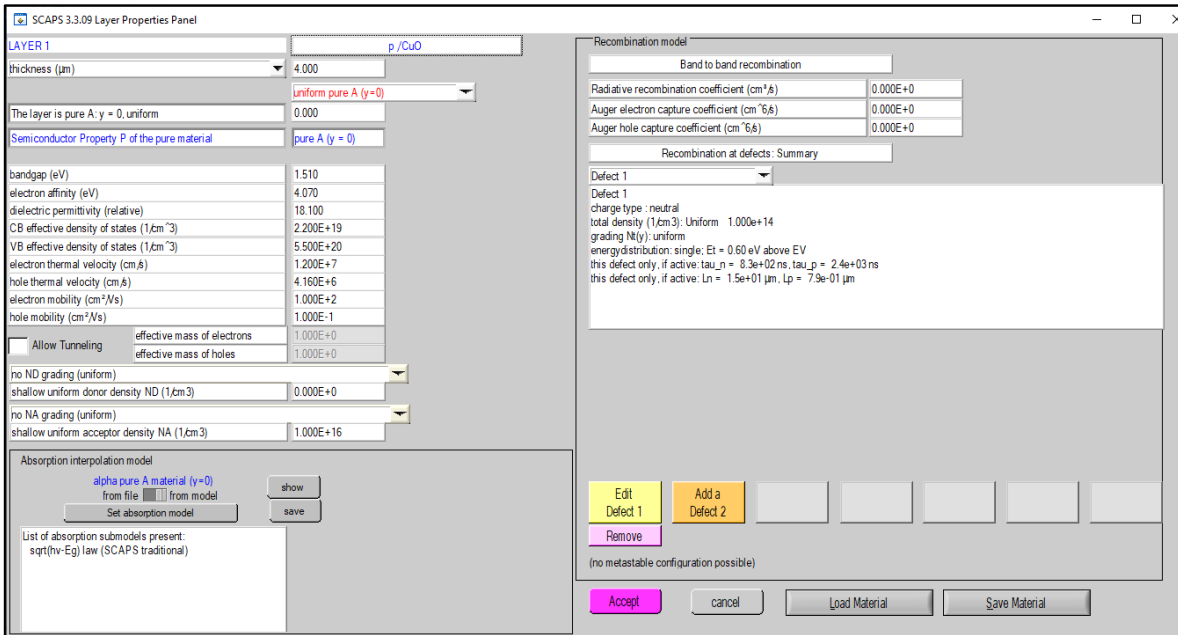 SCAPS 3.3.09 Layer Properties Panel
LAYER 1 p /CuO
thickness (µm) 4.000
uniform pure A (y=0)
The layer is pure A: y = 0, uniform 0.000
Semiconductor Property P of the pure material pure A (y = 0)
bandgap (eV) 1.510
electron affinity (eV) 4.070
dielectric permittivity (relative) 18.100
CB effective density of states (1/cm^3) 2.200E+19
VB effective density of states (1/cm^3) 5.500E+20
electron thermal velocity (cm/s) 1.200E+7
hole thermal velocity (cm/s) 4.160E+6
electron mobility (cm²/Vs) 1.000E+2
hole mobility (cm²/Vs) 1.000E-1
Allow Tunneling
effective mass of electrons 1.000E+0
effective mass of holes 1.000E+0
no ND grading (uniform)
shallow uniform donor density ND (1/cm3) 0.000E+0
no NA grading (uniform)
shallow uniform acceptor density NA (1/cm3) 1.000E+16
Absorption interpolation model
alpha pure A material (y=0)
from file from model
Set absorption model
show
save
List of absorption submodels present:
sqrt(hv-Eg) law (SCAPS traditional)
Recombination model
Band to band recombination
Radiative recombination coefficient (cm³/s) 0.000E+0
Auger electron capture coefficient (cm^6/s) 0.000E+0
Auger hole capture coefficient (cm^6/s) 0.000E+0
Recombination at defects: Summary
Defect 1
Defect 1
charge type : neutral
total density (1/cm3): Uniform 1.000e+14
grading Nt(y): uniform
energydistribution: single; Et = 0.60 eV above EV
this defect only, if active: tau_n = 8.3e+02 ns, tau_p = 2.4e+03 ns
this defect only, if active: Ln = 1.5e+01 µm, Lp = 7.9e-01 µm
Edit
Defect 1
Add a
Defect 2
Remove
(no metastable configuration possible)
Accept
cancel
Load Material
Save Material